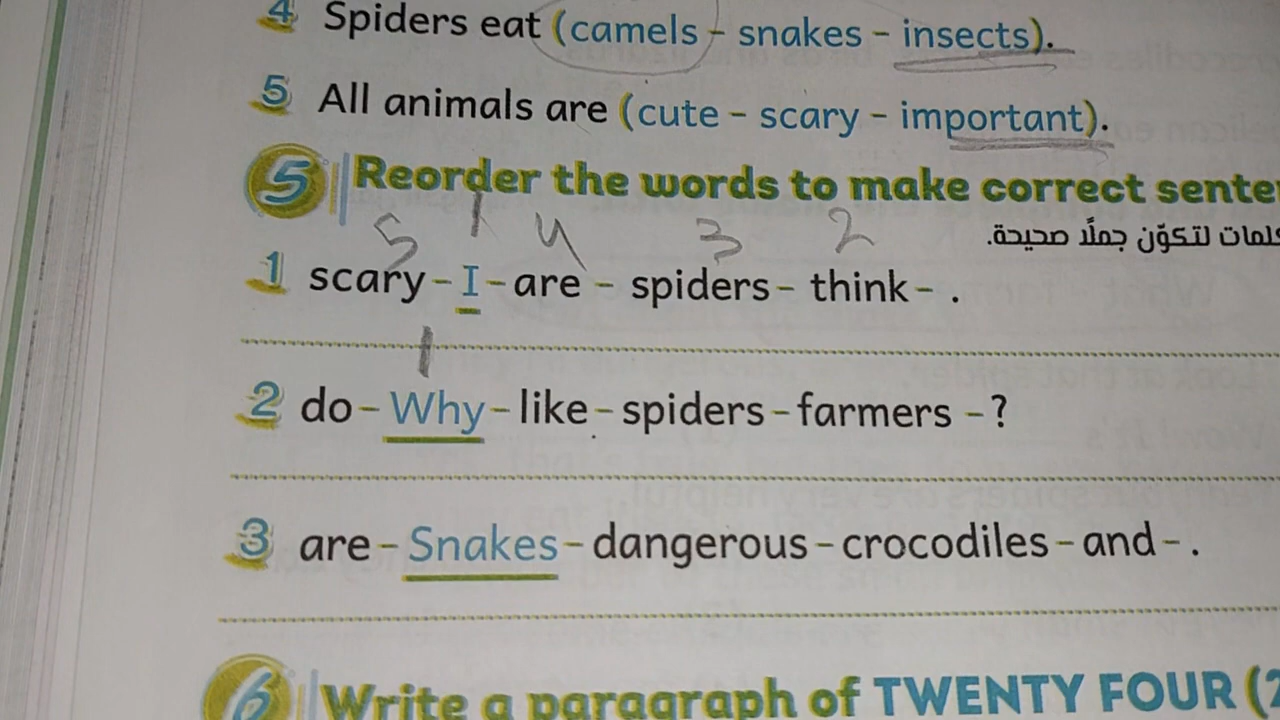 4 Spiders eat (camels - snakes - insects).
5 All animals are (cute - scary - important).
5 Reorder the words to make correct
لتكوّن جملًا صحيحة.
5 1 4 3 2
1 scary - I - are - spiders - think - .
1
2 do - Why - like - spiders - farmers - ?
3 are - Snakes - dangerous - crocodiles - and - .
6 Write a paragraph of TWENTY FOUR